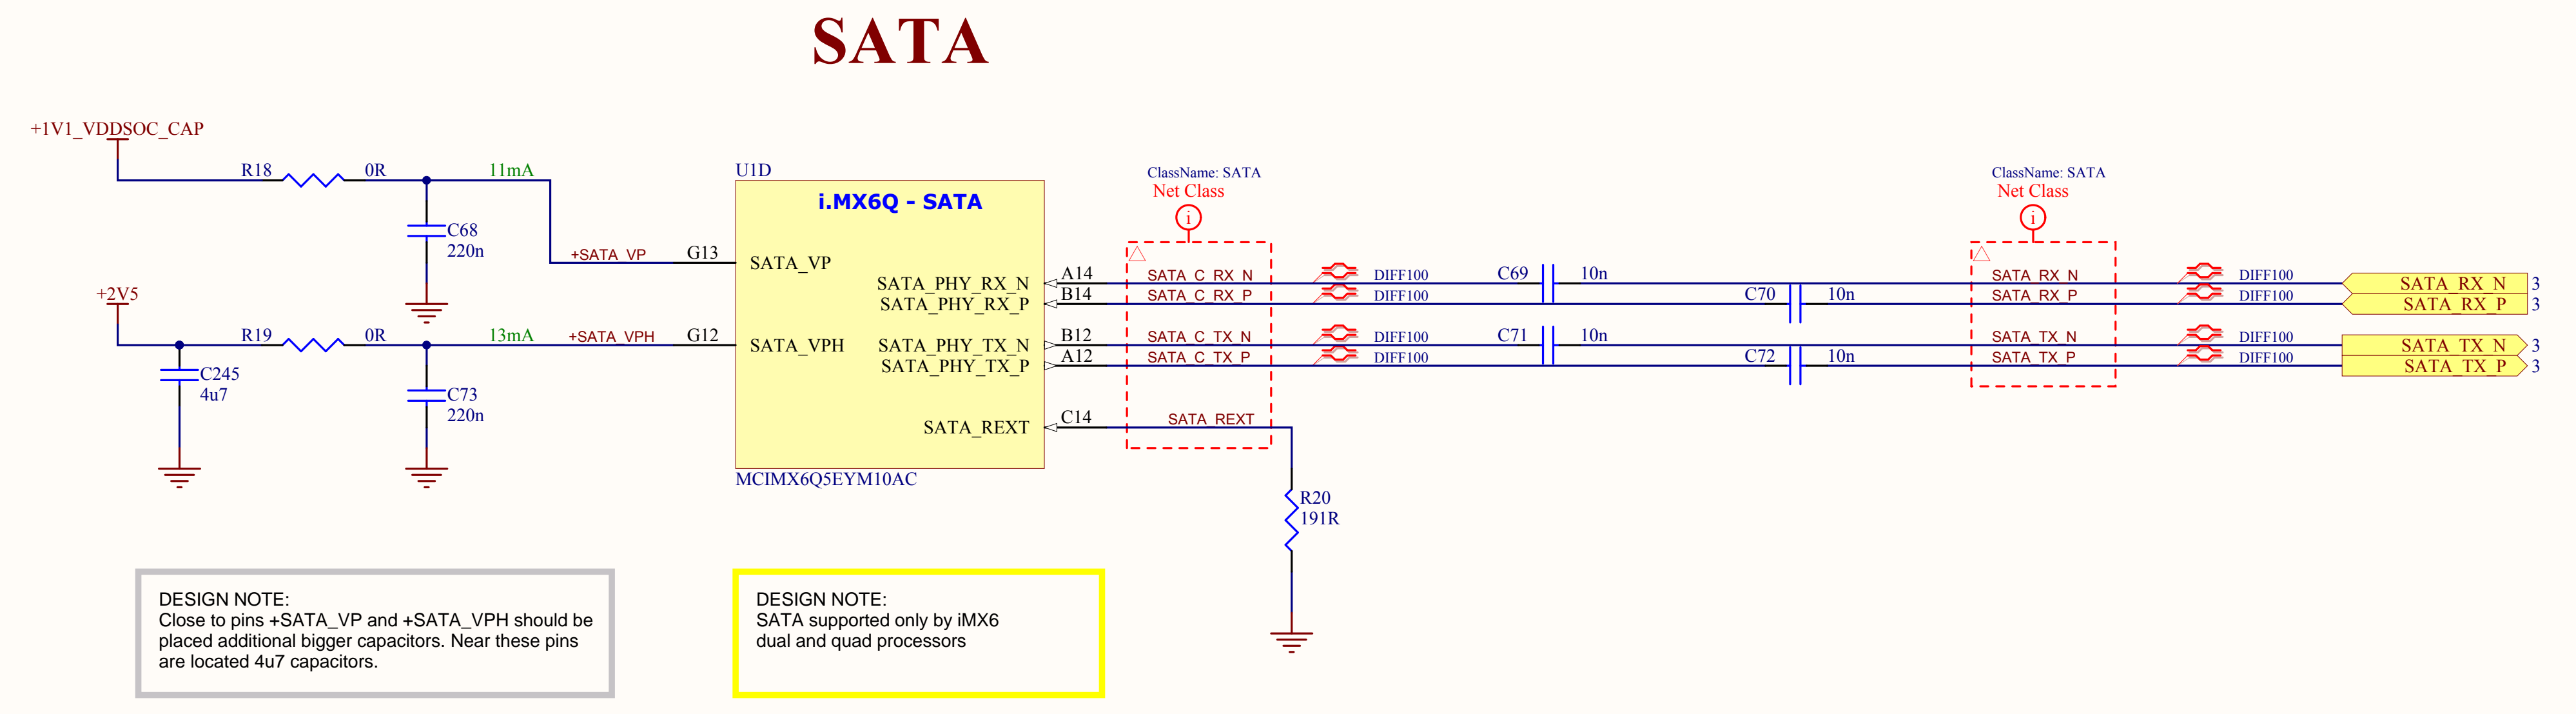 SATA
+1V1_VDDSOC_CAP
R18 0R 11mA
C68
220n
+SATA_VP G13
+2V5
R19 0R 13mA +SATA_VPH G12
C245
4u7
C73
220n
U1D
i.MX6Q - SATA
SATA_VP
SATA_PHY_RX_N
SATA_PHY_RX_P
SATA_VPH SATA_PHY_TX_N
SATA_PHY_TX_P
SATA_REXT
MCIMX6Q5EYM10AC
ClassName: SATA
Net Class
i
A14 SATA_C_RX_N DIFF100 C69 10n
B14 SATA_C_RX_P DIFF100 C70 10n
B12 SATA_C_TX_N DIFF100 C71 10n
A12 SATA_C_TX_P DIFF100 C72 10n
C14 SATA_REXT
R20
191R
ClassName: SATA
Net Class
i
SATA_RX_N DIFF100 SATA_RX_N 3
SATA_RX_P DIFF100 SATA_RX_P 3
SATA_TX_N DIFF100 SATA_TX_N 3
SATA_TX_P DIFF100 SATA_TX_P 3
DESIGN NOTE:
Close to pins +SATA_VP and +SATA_VPH should be
placed additional bigger capacitors. Near these pins
are located 4u7 capacitors.
DESIGN NOTE:
SATA supported only by iMX6
dual and quad processors